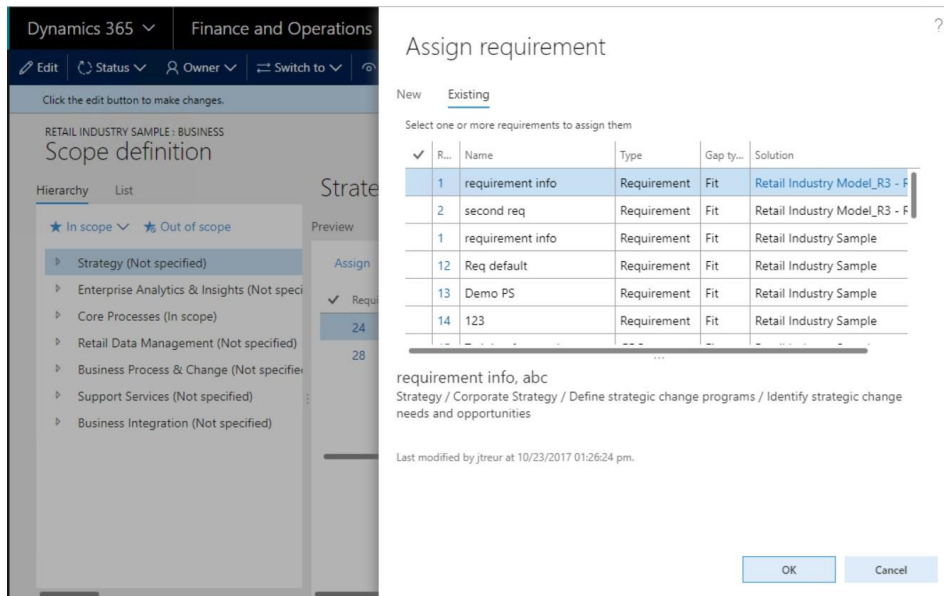 Dynamics 365
Finance and Operations
Edit
Status
Owner
Switch to
Click the edit button to make changes.
RETAIL INDUSTRY SAMPLE : BUSINESS
Scope definition
Hierarchy
List
In scope
Out of scope
Strategy (Not specified)
Enterprise Analytics & Insights (Not speci
Core Processes (In scope)
Retail Data Management (Not specified)
Business Process & Change (Not specifie
Support Services (Not specified)
Business Integration (Not specified)
Strate
Preview
Assign
Requi
24
28
?
Assign requirement
New
Existing
Select one or more requirements to assign them
R... Name Type Gap ty... Solution
1 requirement info Requirement Fit Retail Industry Model_R3 - R
2 second req Requirement Fit Retail Industry Model_R3 - R
1 requirement info Requirement Fit Retail Industry Sample
12 Req default Requirement Fit Retail Industry Sample
13 Demo PS Requirement Fit Retail Industry Sample
14 123 Requirement Fit Retail Industry Sample
requirement info, abc
Strategy / Corporate Strategy / Define strategic change programs / Identify strategic change
needs and opportunities
Last modified by jtreur at 10/23/2017 01:26:24 pm.
OK
Cancel